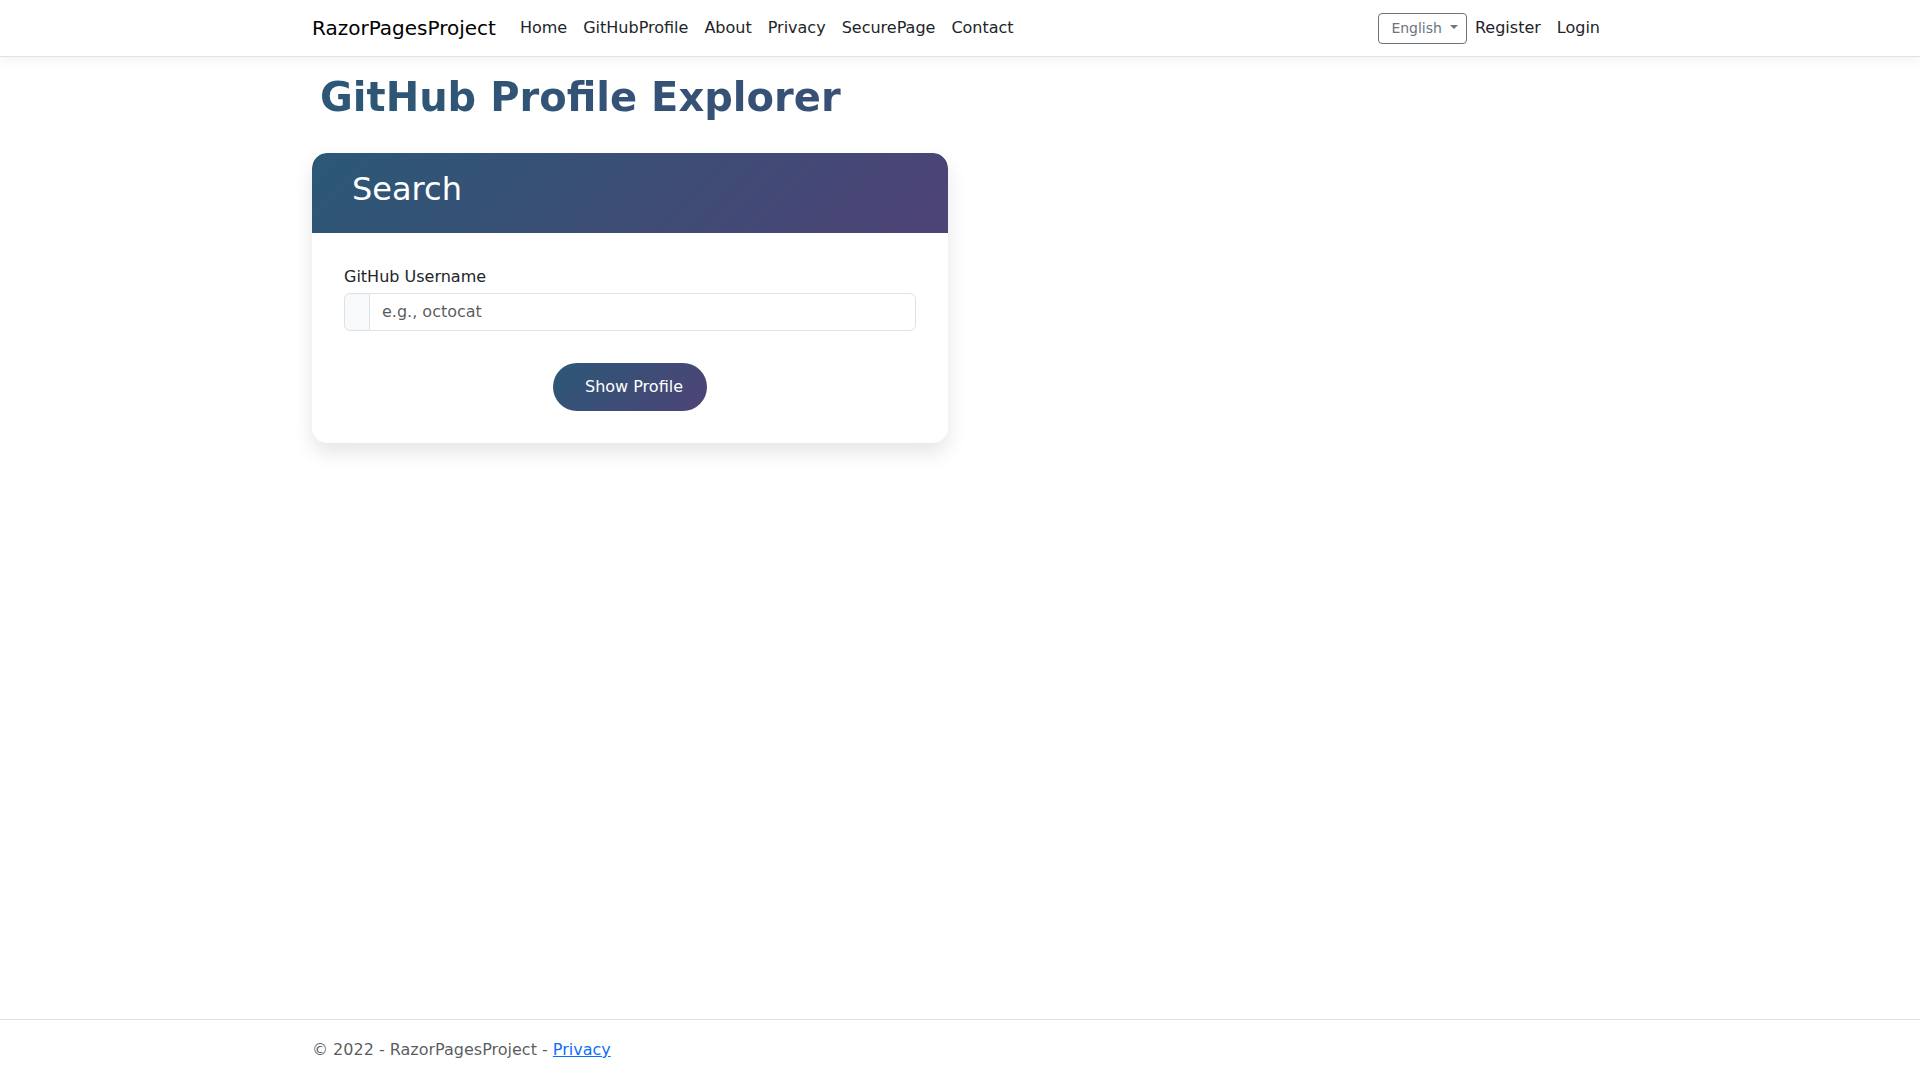 RazorPagesProject Home GitHubProfile About Privacy SecurePage Contact English Register Login
GitHub Profile Explorer
Search
GitHub Username
e.g., octocat
Show Profile
© 2022 - RazorPagesProject - Privacy